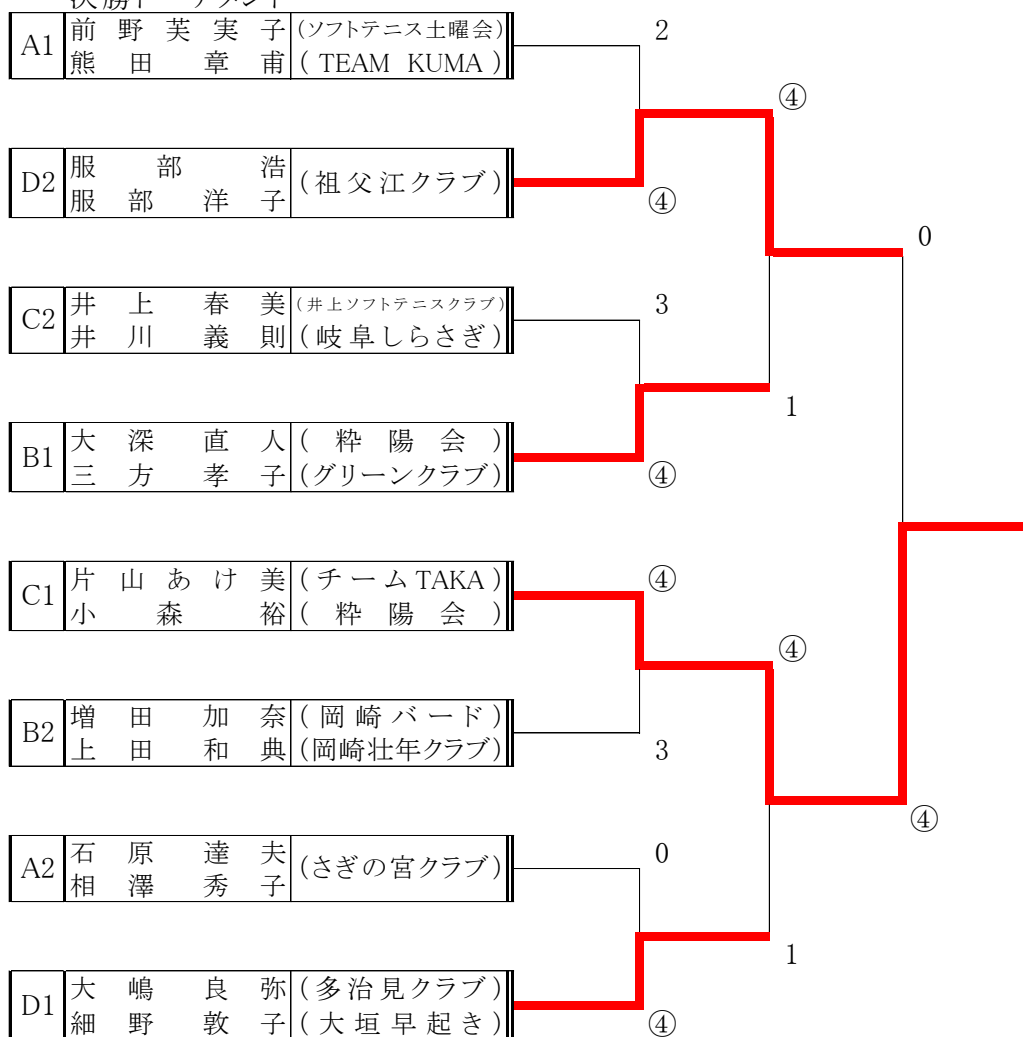 決勝トーナメント
A1 前野芙実子 (ソフトテニス土曜会) 2
熊田章甫 (TEAM KUMA)
④
D2 服部浩 (祖父江クラブ) ④
服部洋子
0
C2 井上春美 (井上ソフトテニスクラブ) 3
井川義則 (岐阜しらさぎ)
1
B1 大深直人 (粋陽会)
三方孝子 (グリーンクラブ) ④
C1 片山あけ美 (チームTAKA) ④
小森裕 (粋陽会)
④
B2 増田加奈 (岡崎バード)
上田和典 (岡崎壮年クラブ) 3
④
A2 石原達夫 (さぎの宮クラブ) 0
相澤秀子
1
D1 大嶋良弥 (多治見クラブ)
細野敦子 (大垣早起き) ④